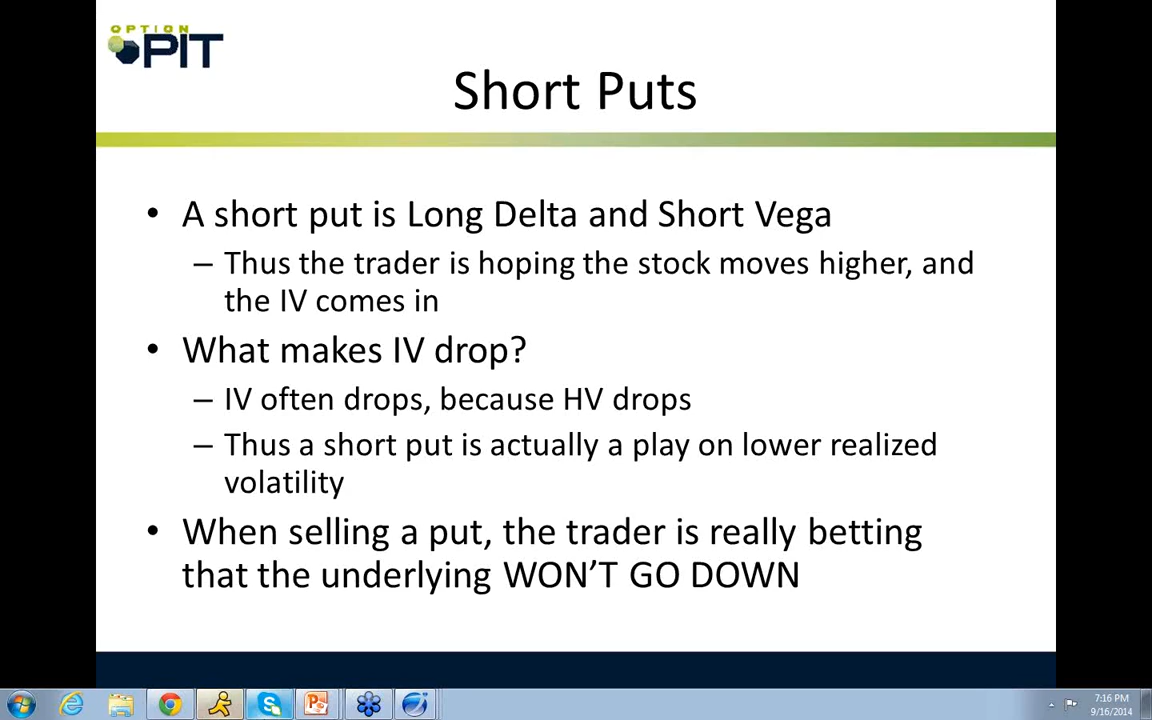 OPTION
PIT
Short Puts
• A short put is Long Delta and Short Vega
– Thus the trader is hoping the stock moves higher, and
the IV comes in
• What makes IV drop?
– IV often drops, because HV drops
– Thus a short put is actually a play on lower realized
volatility
• When selling a put, the trader is really betting
that the underlying WON’T GO DOWN
7:16 PM
9/16/2014